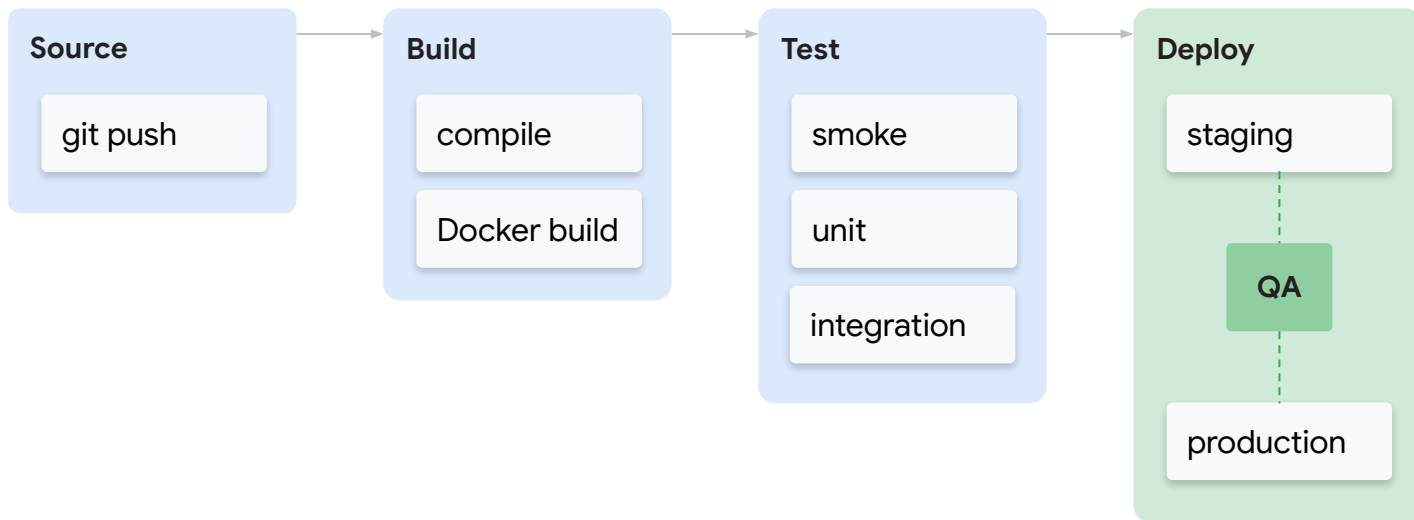 Source
git push
Build
compile
Docker build
Test
smoke
unit
integration
Deploy
staging
QA
production